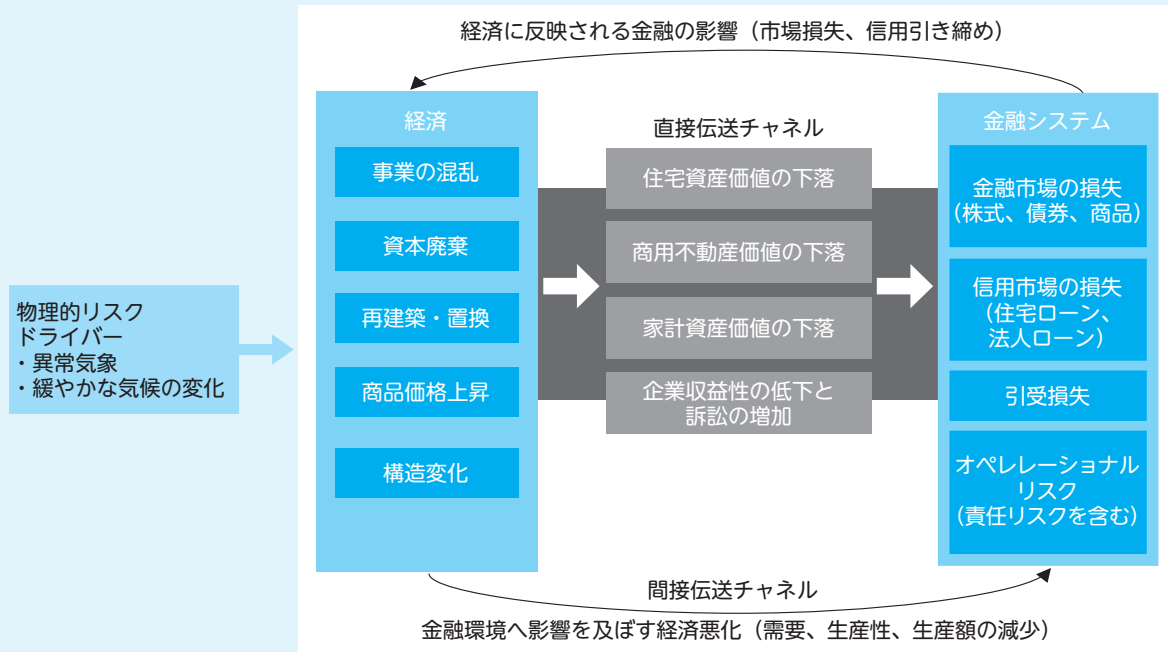 経済に反映される金融の影響（市場損失、信用引き締め）
物理的リスク
ドライバー
・異常気象
・緩やかな気候の変化
経済
事業の混乱
資本廃棄
再建築・置換
商品価格上昇
構造変化
直接伝送チャネル
住宅資産価値の下落
商用不動産価値の下落
家計資産価値の下落
企業収益性の低下と
訴訟の増加
金融システム
金融市場の損失
（株式、債券、商品）
信用市場の損失
（住宅ローン、
法人ローン）
引受損失
オペレレーショナル
リスク
（責任リスクを含む）
間接伝送チャネル
金融環境へ影響を及ぼす経済悪化（需要、生産性、生産額の減少）